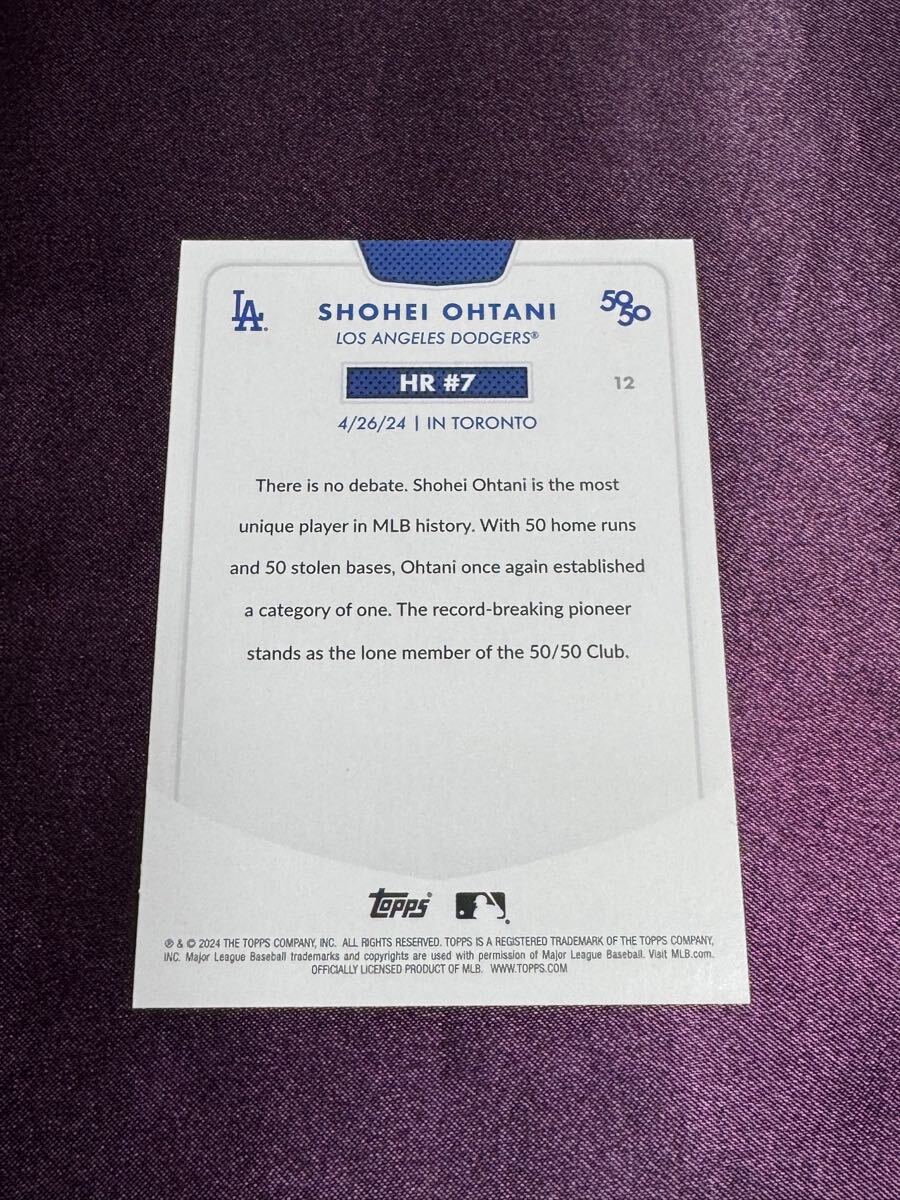 LA
SHOHEI OHTANI
50
50
LOS ANGELES DODGERS®
HR #7
12
4/26/24 | IN TORONTO
There is no debate. Shohei Ohtani is the most
unique player in MLB history. With 50 home runs
and 50 stolen bases, Ohtani once again established
a category of one. The record-breaking pioneer
stands as the lone member of the 50/50 Club.
topps
® & © 2024 THE TOPPS COMPANY, INC. ALL RIGHTS RESERVED. TOPPS IS A REGISTERED TRADEMARK OF THE TOPPS COMPANY,
INC. Major League Baseball trademarks and copyrights are used with permission of Major League Baseball. Visit MLB.com.
OFFICIALLY LICENSED PRODUCT OF MLB. WWW.TOPPS.COM